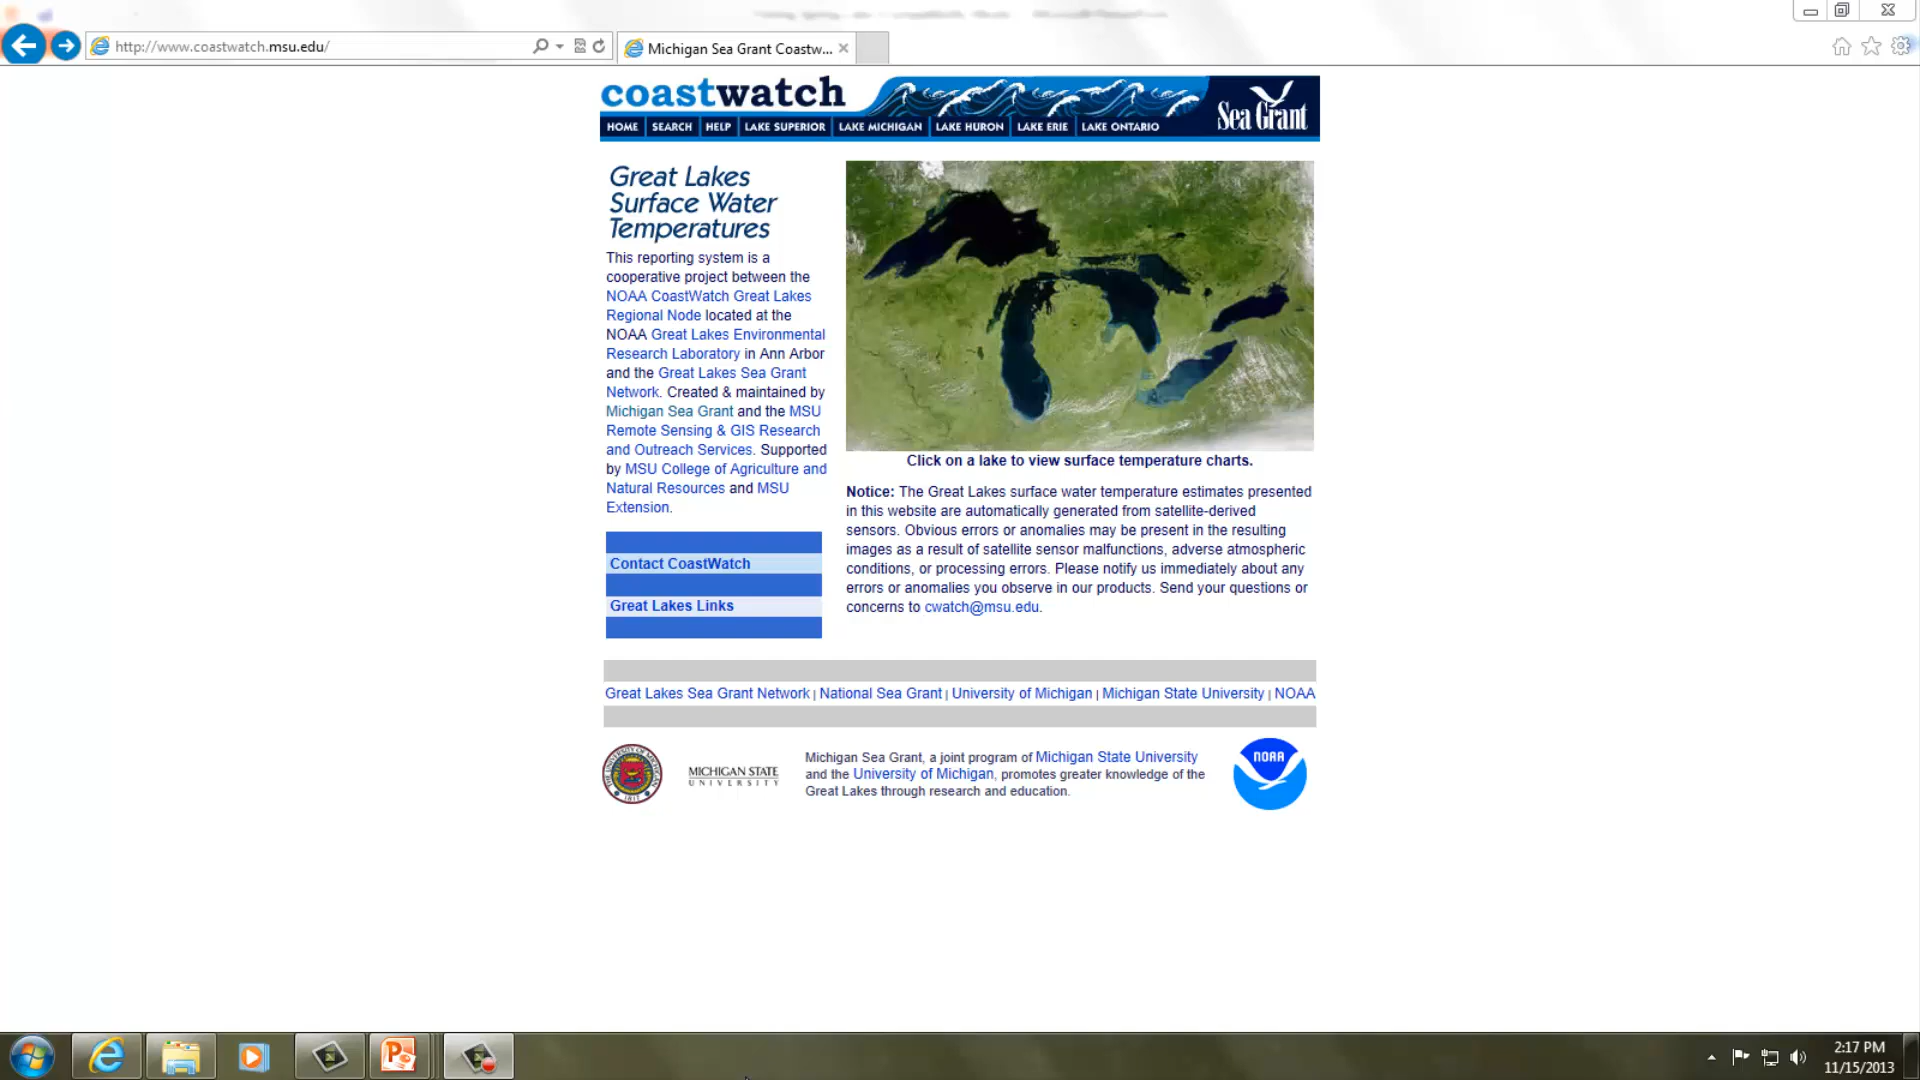 http://www.coastwatch.msu.edu/
Michigan Sea Grant Coastw...
coastwatch
Sea Grant
HOME SEARCH HELP LAKE SUPERIOR LAKE MICHIGAN LAKE HURON LAKE ERIE LAKE ONTARIO
Great Lakes
Surface Water
Temperatures
This reporting system is a
cooperative project between the
NOAA CoastWatch Great Lakes
Regional Node located at the
NOAA Great Lakes Environmental
Research Laboratory in Ann Arbor
and the Great Lakes Sea Grant
Network. Created & maintained by
Michigan Sea Grant and the MSU
Remote Sensing & GIS Research
and Outreach Services. Supported
by MSU College of Agriculture and
Natural Resources and MSU
Extension.
Contact CoastWatch
Great Lakes Links
Click on a lake to view surface temperature charts.
Notice: The Great Lakes surface water temperature estimates presented
in this website are automatically generated from satellite-derived
sensors. Obvious errors or anomalies may be present in the resulting
images as a result of satellite sensor malfunctions, adverse atmospheric
conditions, or processing errors. Please notify us immediately about any
errors or anomalies you observe in our products. Send your questions or
concerns to cwatch@msu.edu.
Great Lakes Sea Grant Network | National Sea Grant | University of Michigan | Michigan State University | NOAA
MICHIGAN STATE
UNIVERSITY
Michigan Sea Grant, a joint program of Michigan State University
and the University of Michigan, promotes greater knowledge of the
Great Lakes through research and education.
NOAA
2:17 PM
11/15/2013